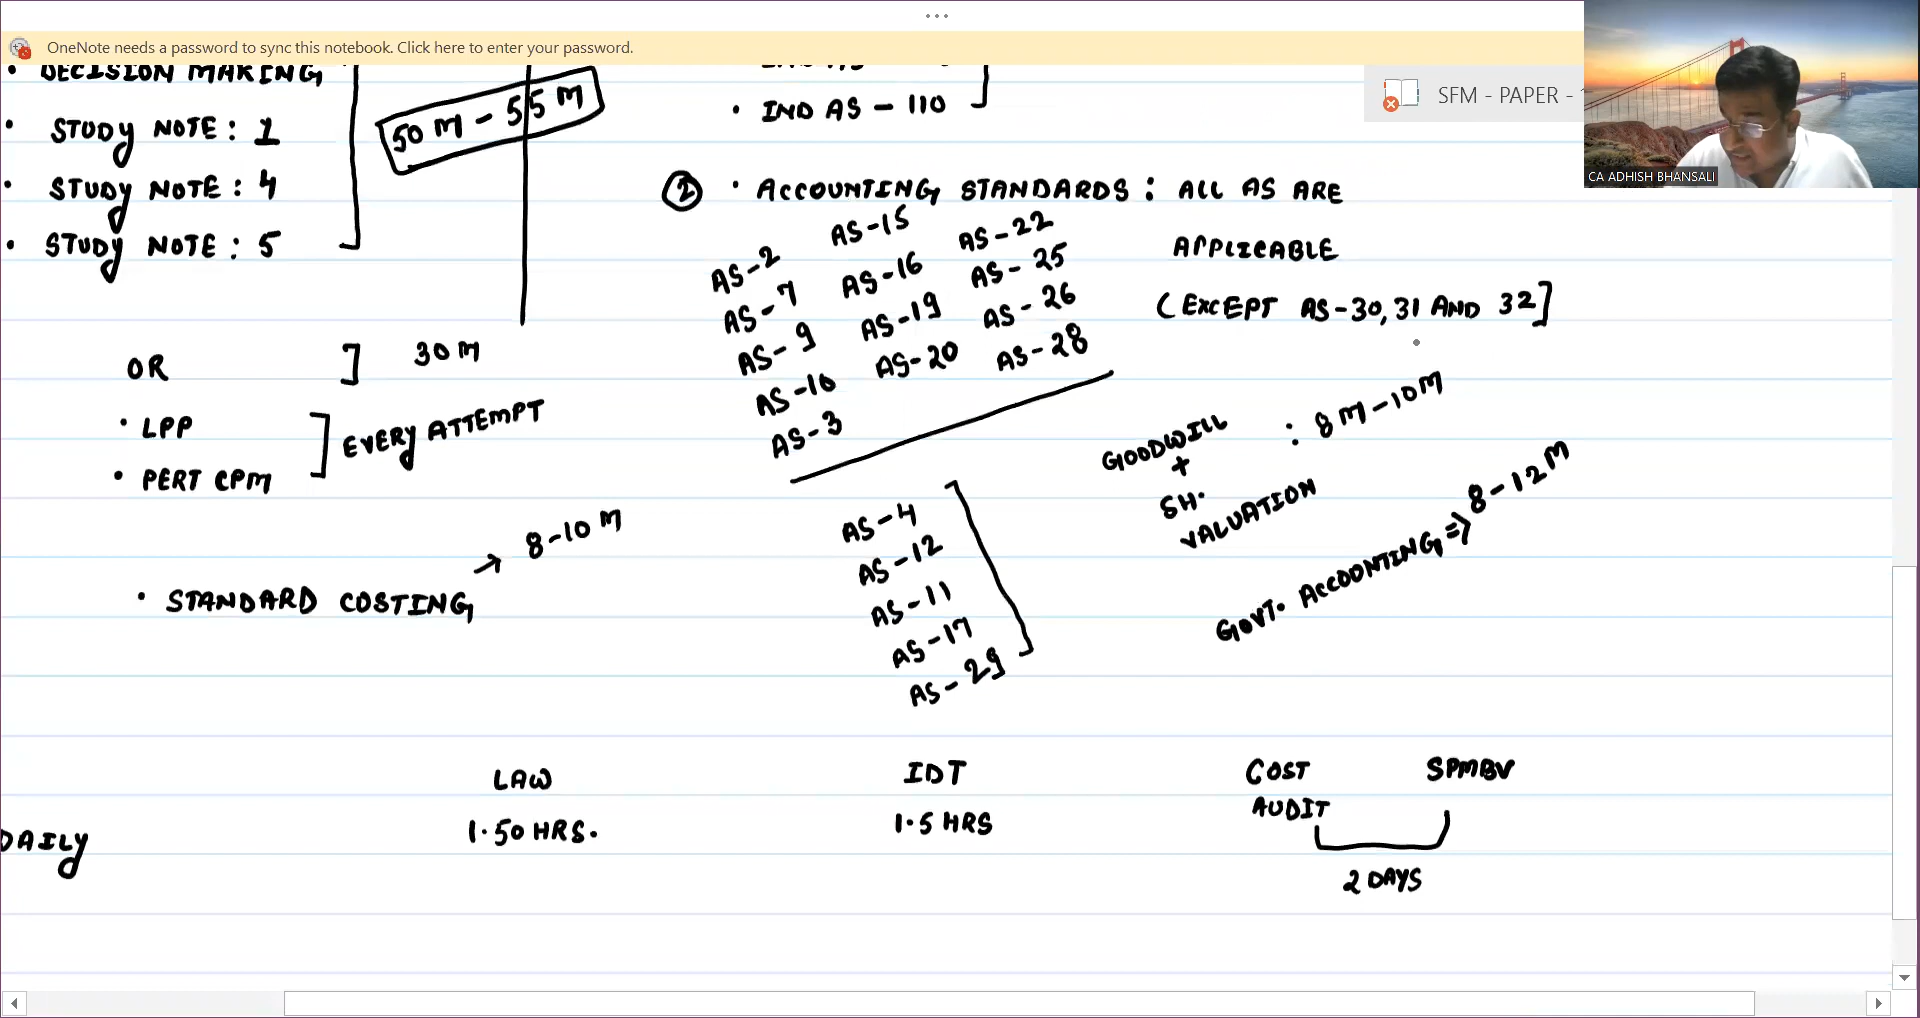 OneNote needs a password to sync this notebook. Click here to enter your password.
• DECISION MAKING
• STUDY NOTE: 1
• STUDY NOTE: 4
• STUDY NOTE: 5
50 M - 55 M
OR ] 30 M
• LPP
• PERT CPM
EVERY ATTEMPT
• STANDARD COSTING → 8-10 M
• IND AS - 110
SFM - PAPER -
CA ADHISH BHANSALI
② • ACCOUNTING STANDARDS: ALL AS ARE
APPLICABLE
(EXCEPT AS-30, 31 AND 32]
AS-2
AS-7
AS-9
AS-10
AS-3
AS-15
AS-16
AS-19
AS-20
AS-22
AS-25
AS-26
AS-28
AS-4
AS-12
AS-11
AS-17
AS-29
GOODWILL
+
SH.
VALUATION
: 8M-10M
GOVT. ACCOONTING ⇒ 8-12M
LAW IDT COST SPMBV
AUDIT
DAILY 1.50 HRS. 1.5 HRS
2 DAYS